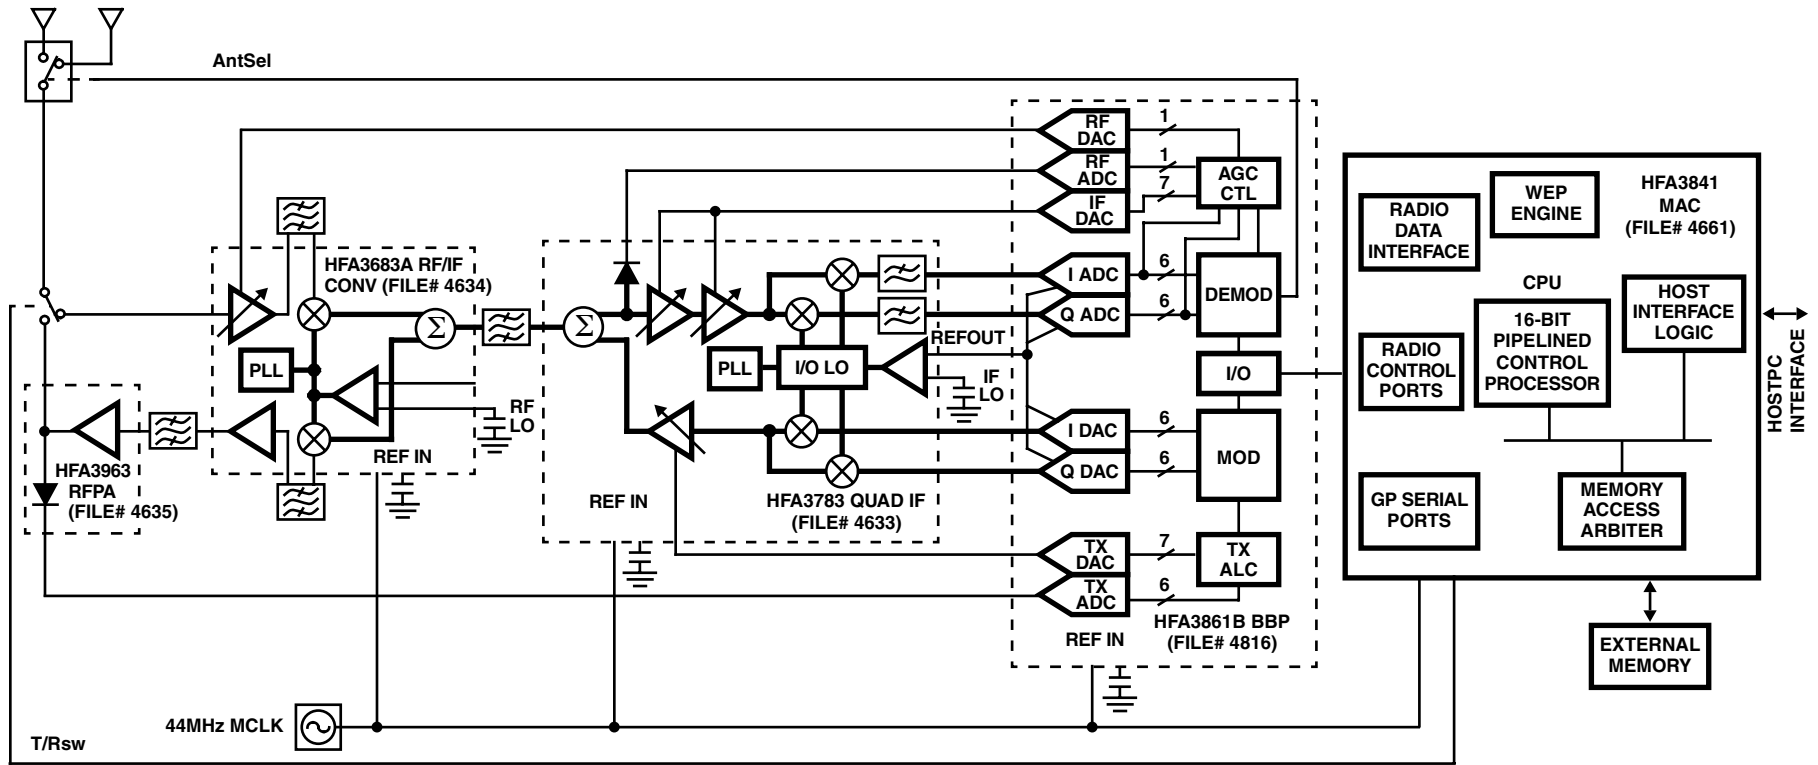 AntSel
RF
DAC
1
RF
ADC
1
IF
DAC
7
AGC
CTL
HFA3683A RF/IF
CONV (FILE# 4634)
Σ
Σ
PLL
RF
LO
REF IN
HFA3963
RFPA
(FILE# 4635)
PLL
I/O LO
REFOUT
IF
LO
REF IN
HFA3783 QUAD IF
(FILE# 4633)
I ADC
6
Q ADC
6
DEMOD
I/O
I DAC
6
Q DAC
6
MOD
TX
DAC
7
TX
ADC
6
TX
ALC
REF IN
HFA3861B BBP
(FILE# 4816)
RADIO
DATA
INTERFACE
WEP
ENGINE
HFA3841
MAC
(FILE# 4661)
CPU
16-BIT
PIPELINED
CONTROL
PROCESSOR
HOST
INTERFACE
LOGIC
RADIO
CONTROL
PORTS
GP SERIAL
PORTS
MEMORY
ACCESS
ARBITER
HOSTPC
INTERFACE
EXTERNAL
MEMORY
44MHz MCLK
T/Rsw